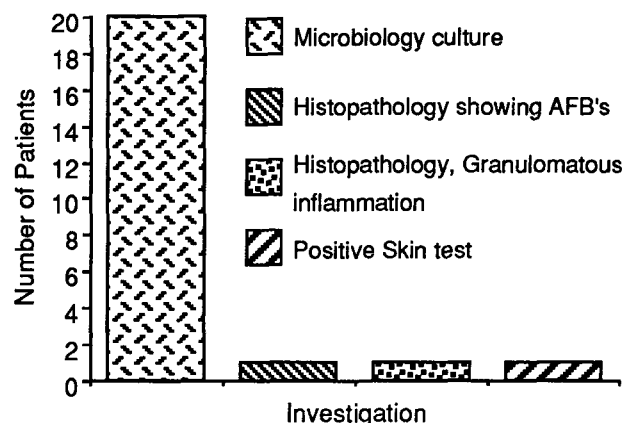 Number of Patients
20
18
16
14
12
10
8
6
4
2
0
Microbiology culture
Histopathology showing AFB's
Histopathology, Granulomatous
inflammation
Positive Skin test
Investigation